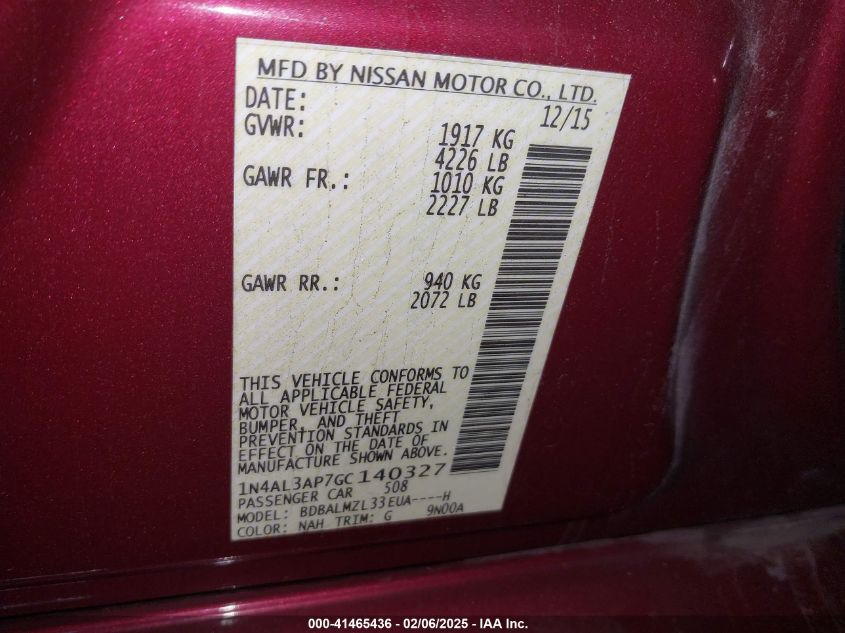 MFD BY NISSAN MOTOR CO., LTD.
DATE: 12/15
GVWR: 1917 KG
4226 LB
GAWR FR.: 1010 KG
2227 LB
GAWR RR.: 940 KG
2072 LB
THIS VEHICLE CONFORMS TO
ALL APPLICABLE FEDERAL
MOTOR VEHICLE SAFETY,
BUMPER, AND THEFT
PREVENTION STANDARDS IN
EFFECT ON THE DATE OF
MANUFACTURE SHOWN ABOVE.
1N4AL3AP7GC140327
PASSENGER CAR 508
MODEL: BDBALMZL33EUA----H
COLOR: NAH TRIM: G 9N00A
000-41465436 - 02/06/2025 - IAA Inc.